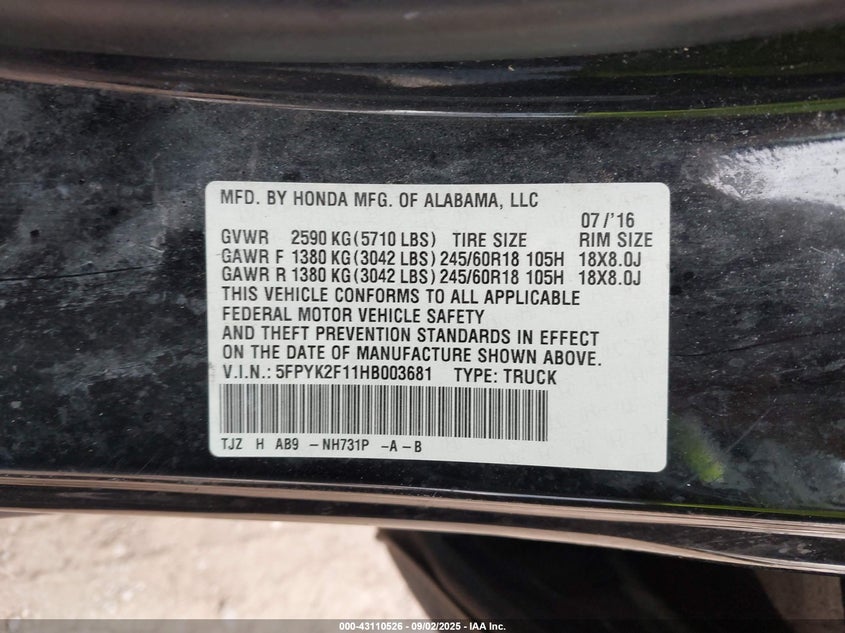 MFD. BY HONDA MFG. OF ALABAMA, LLC
07/'16
GVWR 2590 KG(5710 LBS) TIRE SIZE RIM SIZE
GAWR F 1380 KG(3042 LBS) 245/60R18 105H 18X8.0J
GAWR R 1380 KG(3042 LBS) 245/60R18 105H 18X8.0J
THIS VEHICLE CONFORMS TO ALL APPLICABLE
FEDERAL MOTOR VEHICLE SAFETY
AND THEFT PREVENTION STANDARDS IN EFFECT
ON THE DATE OF MANUFACTURE SHOWN ABOVE.
V.I.N.: 5FPYK2F11HB003681 TYPE: TRUCK
TJZ H AB9 -NH731P -A-B
000-43110526 - 09/02/2025 - IAA Inc.